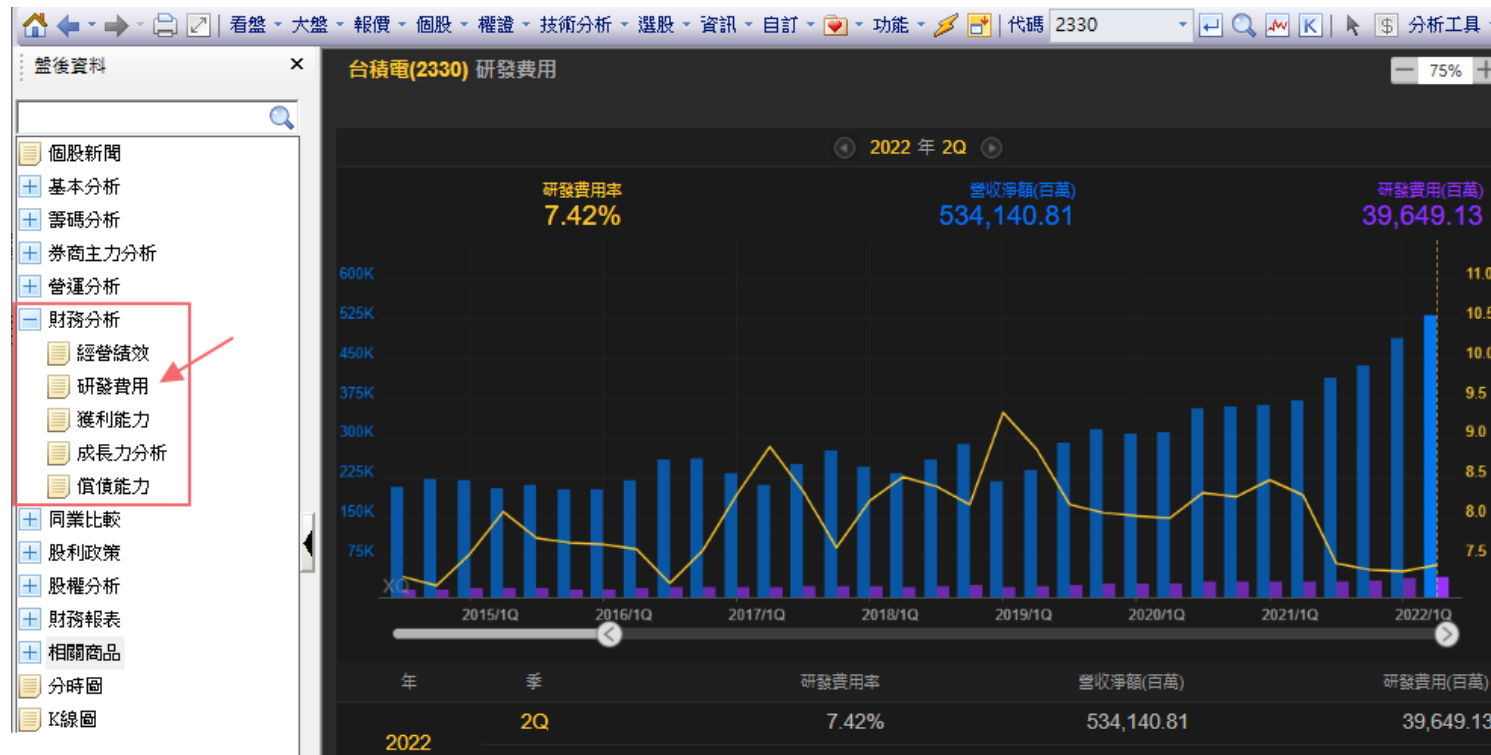 看盤 大盤 報價 個股 權證 技術分析 選股 資訊 自訂 功能 代碼 2330 K $ 分析工具
盤後資料 ×
個股新聞
基本分析
籌碼分析
券商主力分析
營運分析
財務分析
經營績效
研發費用
獲利能力
成長力分析
償債能力
同業比較
股利政策
股權分析
財務報表
相關商品
分時圖
K線圖
台積電(2330) 研發費用
75%
2022 年 2Q
研發費用率 營收淨額(百萬) 研發費用(百萬)
7.42% 534,140.81 39,649.13
600K 11.0
525K 10.5
450K 10.0
375K 9.5
300K 9.0
225K 8.5
150K 8.0
75K 7.5
XQ
2015/1Q 2016/1Q 2017/1Q 2018/1Q 2019/1Q 2020/1Q 2021/1Q 2022/1Q
年 季 研發費用率 營收淨額(百萬) 研發費用(百萬)
2Q 7.42% 534,140.81 39,649.13
2022